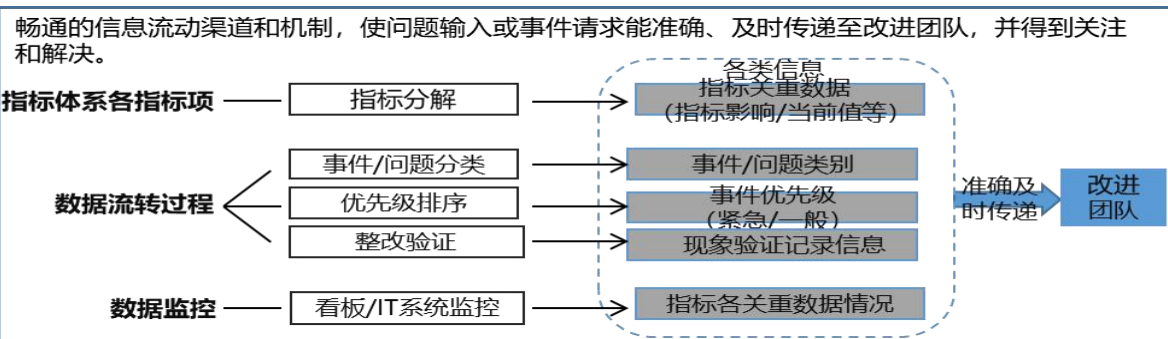 畅通的信息流动渠道和机制，使问题输入或事件请求能准确、及时传递至改进团队，并得到关注
和解决。
各类信息
指标体系各指标项
指标分解
指标关重数据
（指标影响/当前值等）
数据流转过程
事件/问题分类
事件/问题类别
优先级排序
事件优先级
（紧急/一般）
整改验证
现象验证记录信息
准确及
时传递
改进
团队
数据监控
看板/IT系统监控
指标各关重数据情况